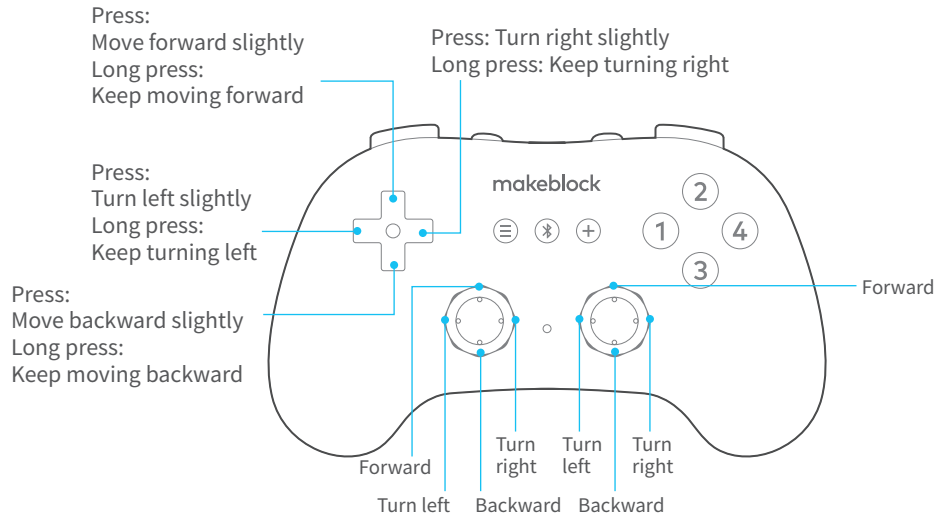 Press:
Move forward slightly
Long press:
Keep moving forward
Press: Turn right slightly
Long press: Keep turning right
Press:
Turn left slightly
Long press:
Keep turning left
Press:
Move backward slightly
Long press:
Keep moving backward
makeblock
2
1
4
3
Forward
Forward
Turn
right
Turn
left
Turn
right
Turn left
Backward
Backward